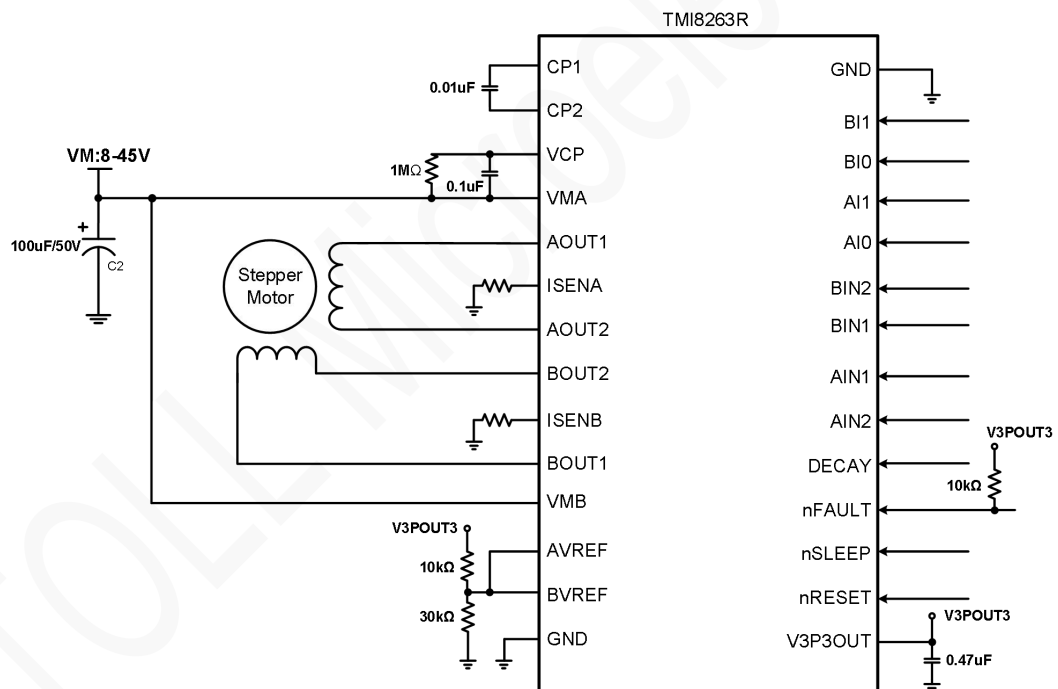 TMI8263R
CP1
GND
0.01uF
CP2
BI1
VM:8-45V
VCP
BI0
1MΩ
0.1uF
VMA
AI1
100uF/50V
+
C2
AOUT1
AI0
Stepper
Motor
ISENA
BIN2
AOUT2
BIN1
BOUT2
AIN1
ISENB
AIN2
V3POUT3
BOUT1
DECAY
10kΩ
VMB
nFAULT
V3POUT3
AVREF
nSLEEP
10kΩ
BVREF
nRESET
30kΩ
V3POUT3
GND
V3P3OUT
0.47uF